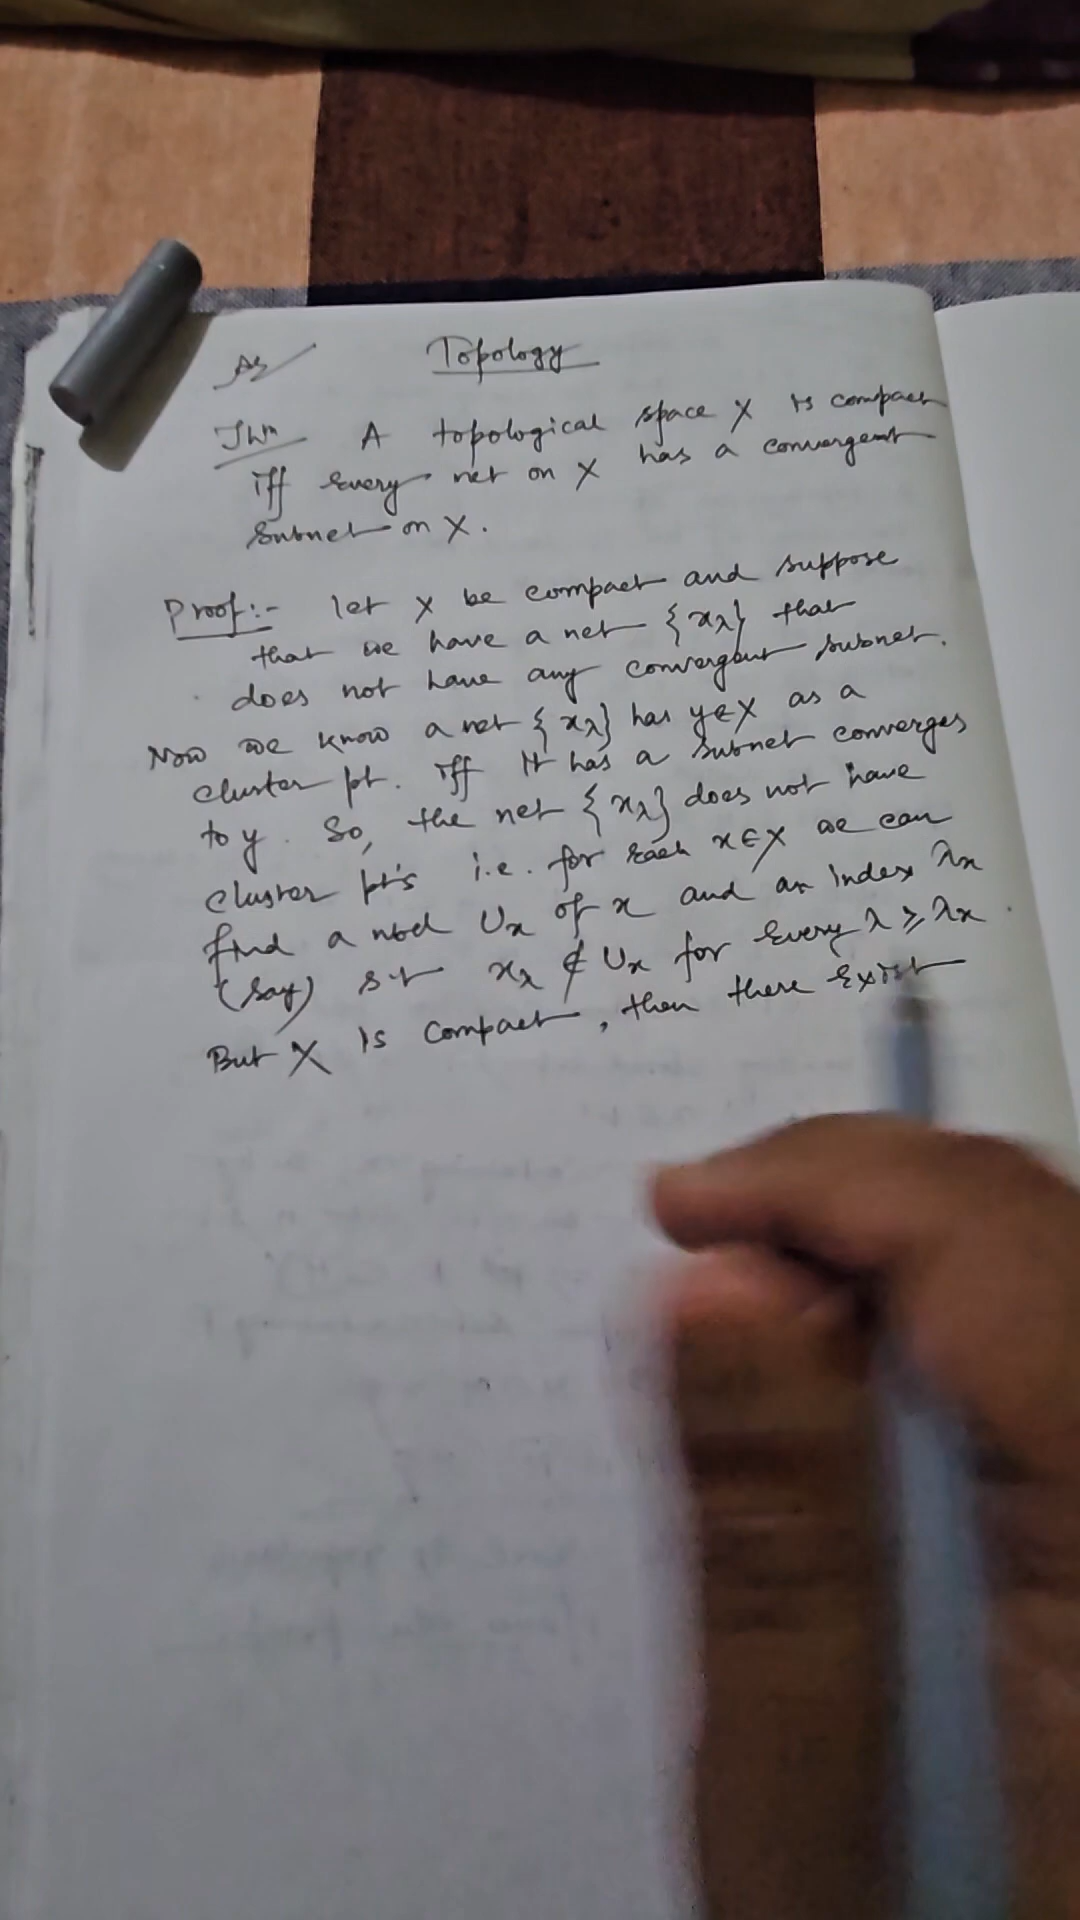 Topology
Thm A topological space X is compact
iff every net on X has a convergent
subnet on X.
Proof:- let X be compact and suppose
that we have a net {xλ} that
does not have any convergent subnet.
Now we know a net {xλ} has y∈X as a
cluster pt. iff it has a subnet converges
to y. So, the net {xλ} does not have
cluster pt's i.e. for each x∈X we can
find a nbd Ux of x and an index λx
(say) s.t xλ ∉ Ux for every λ ≥ λx.
But X is compact, then there exist